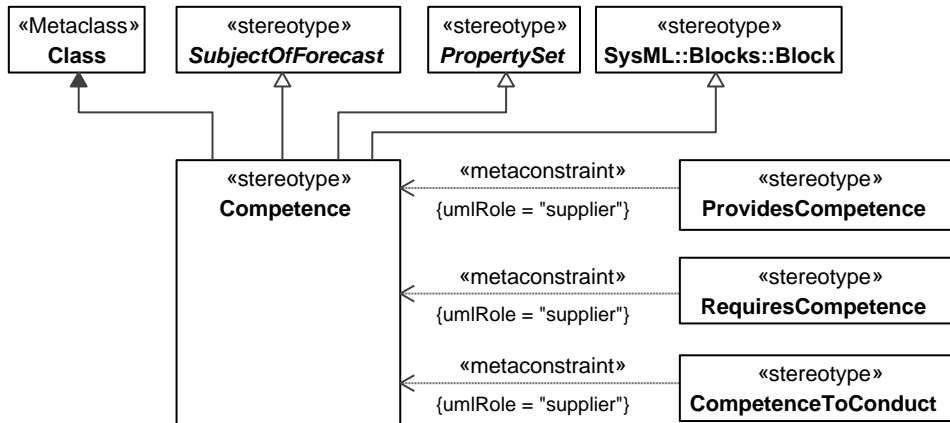 «Metaclass»
Class
«stereotype»
SubjectOfForecast
«stereotype»
PropertySet
«stereotype»
SysML::Blocks::Block
«stereotype»
Competence
«metaconstraint»
{umlRole = "supplier"}
«stereotype»
ProvidesCompetence
«metaconstraint»
{umlRole = "supplier"}
«stereotype»
RequiresCompetence
«metaconstraint»
{umlRole = "supplier"}
«stereotype»
CompetenceToConduct